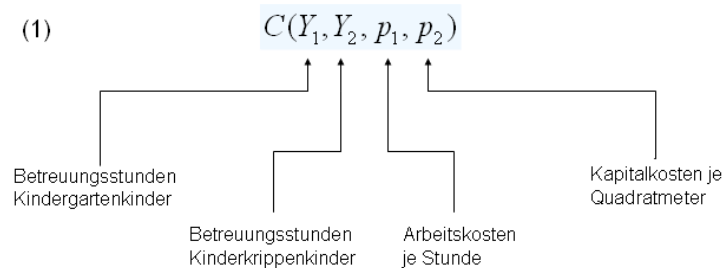 (1) C(Y₁, Y₂, p₁, p₂)
Betreuungsstunden
Kindergartenkinder
Betreuungsstunden
Kinderkrippenkinder
Arbeitskosten
je Stunde
Kapitalkosten je
Quadratmeter